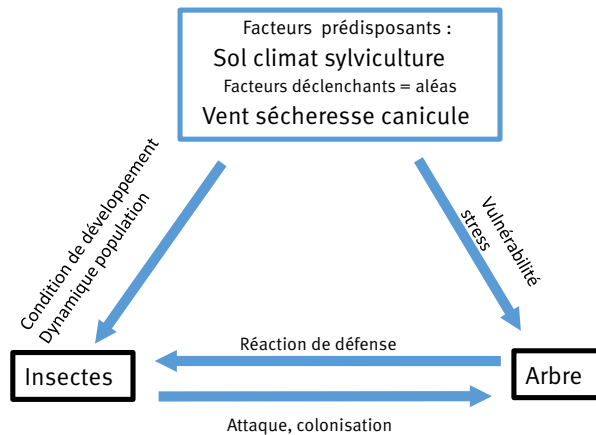 Facteurs prédisposants :
Sol climat sylviculture
Facteurs déclenchants = aléas
Vent sécheresse canicule
Condition de développement
Dynamique population
Vulnérabilité
stress
Réaction de défense
Insectes
Arbre
Attaque, colonisation